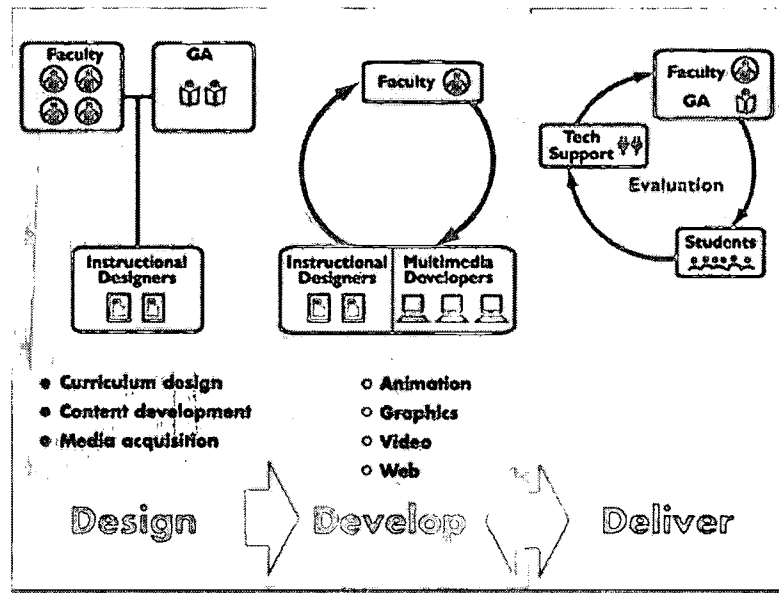 Faculty
GA
Instructional
Designers
Curriculum design
Content development
Media acquisition
Design
Faculty
Instructional
Designers
Multimedia
Developers
Animation
Graphics
Video
Web
Develop
Faculty
GA
Tech
Support
Evaluation
Students
Deliver